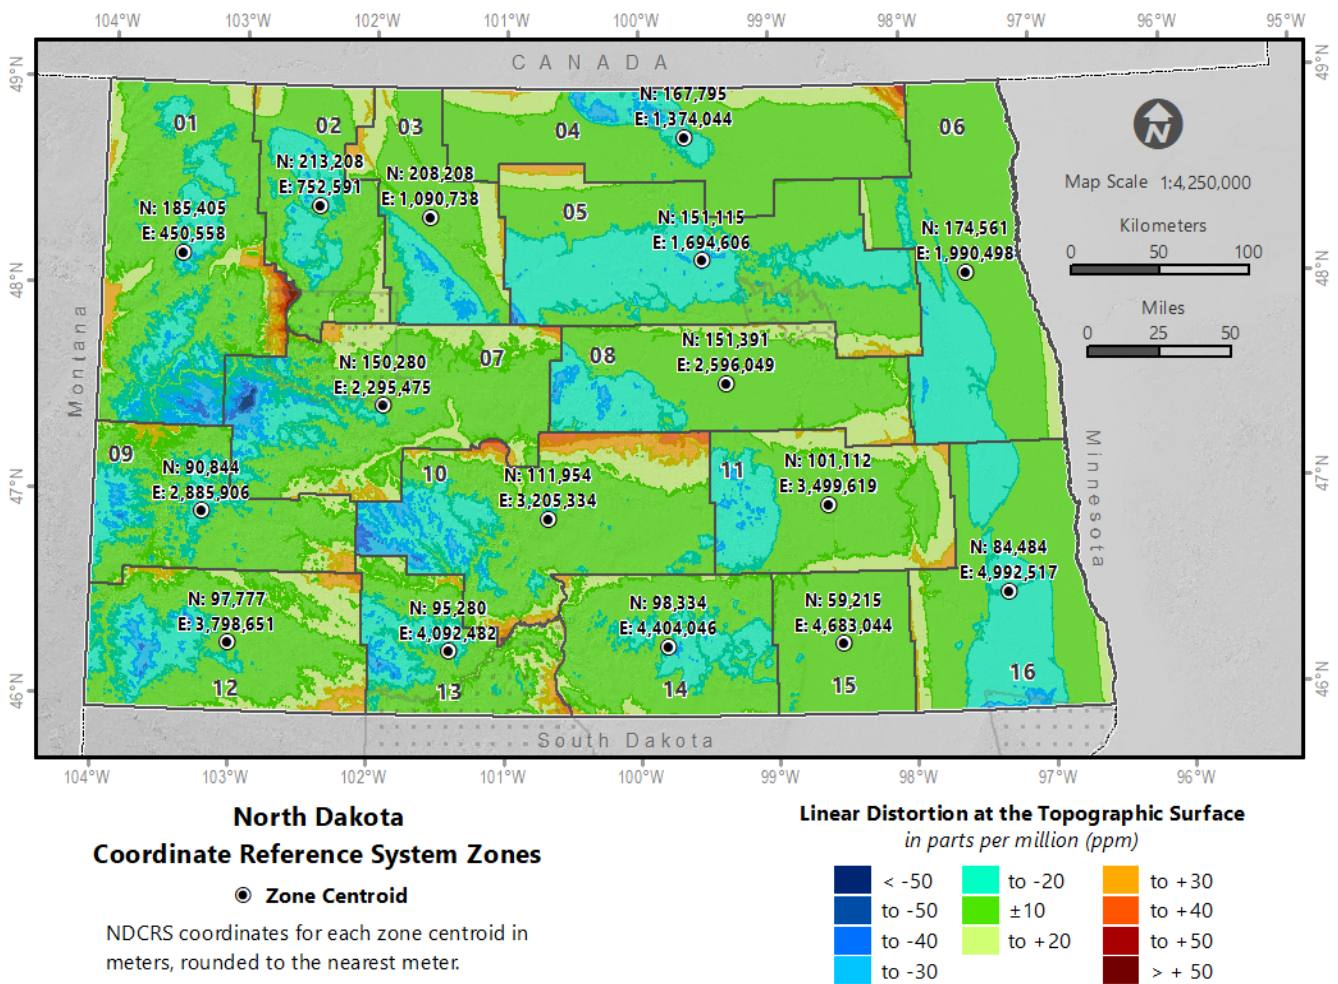 104°W 103°W 102°W 101°W 100°W 99°W 98°W 97°W 96°W 95°W
49°N
49°N
CANADA
01
02
03
04
N: 167,795
E: 1,374,044
06
N: 213,208
E: 752,591
N: 208,208
E: 1,090,738
Map Scale 1:4,250,000
N: 185,405
E: 450,558
05
N: 151,115
E: 1,694,606
N: 174,561
E: 1,990,498
N
Kilometers
0 50 100
48°N
48°N
Miles
0 25 50
Montana
N: 150,280
E: 2,295,475
07
08
N: 151,391
E: 2,596,049
09
N: 90,844
E: 2,885,906
10
N: 111,954
E: 3,205,334
11
N: 101,112
E: 3,499,619
Minnesota
47°N
47°N
N: 84,484
E: 4,992,517
N: 97,777
E: 3,798,651
N: 95,280
E: 4,092,482
N: 98,334
E: 4,404,046
N: 59,215
E: 4,683,044
12
13
14
15
16
46°N
46°N
South Dakota
104°W 103°W 102°W 101°W 100°W 99°W 98°W 97°W 96°W
North Dakota
Coordinate Reference System Zones
Zone Centroid
NDCRS coordinates for each zone centroid in
meters, rounded to the nearest meter.
Linear Distortion at the Topographic Surface
in parts per million (ppm)
< -50 to -20 to +30
to -50 ±10 to +40
to -40 to +20 to +50
to -30 > + 50